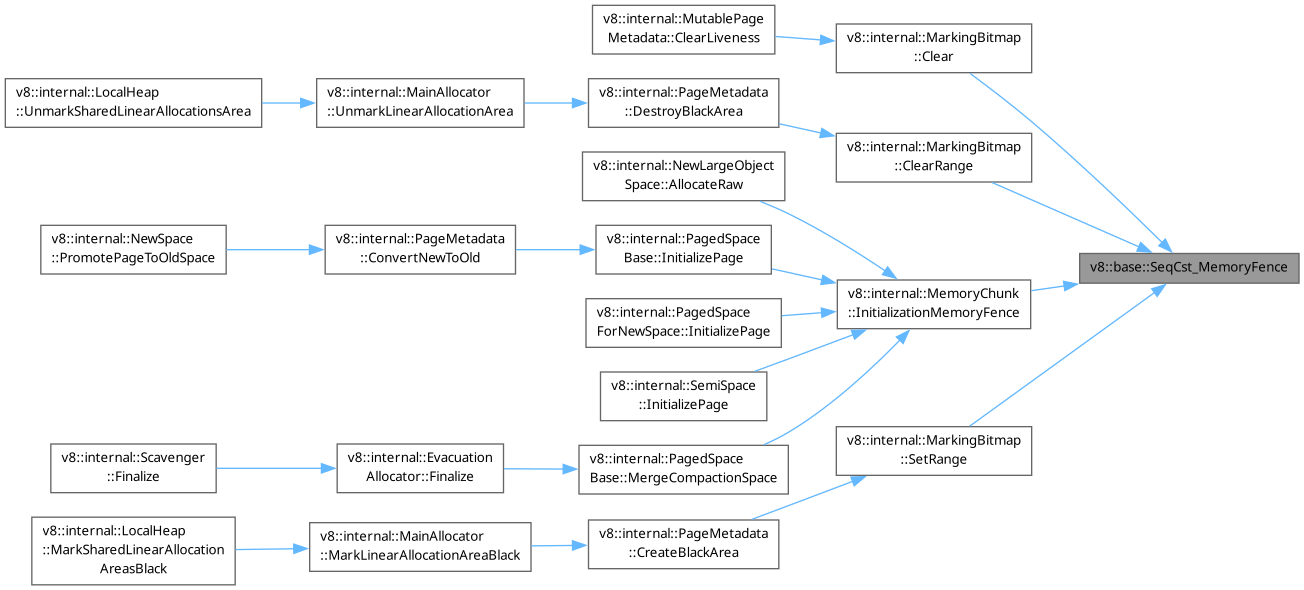 v8::internal::MutablePage
Metadata::ClearLiveness
v8::internal::MarkingBitmap
::Clear
v8::internal::LocalHeap
::UnmarkSharedLinearAllocationsArea
v8::internal::MainAllocator
::UnmarkLinearAllocationArea
v8::internal::PageMetadata
::DestroyBlackArea
v8::internal::MarkingBitmap
::ClearRange
v8::internal::NewLargeObject
Space::AllocateRaw
v8::internal::NewSpace
::PromotePageToOldSpace
v8::internal::PageMetadata
::ConvertNewToOld
v8::internal::PagedSpace
Base::InitializePage
v8::base::SeqCst_MemoryFence
v8::internal::MemoryChunk
::InitializationMemoryFence
v8::internal::PagedSpace
ForNewSpace::InitializePage
v8::internal::SemiSpace
::InitializePage
v8::internal::MarkingBitmap
::SetRange
v8::internal::Scavenger
::Finalize
v8::internal::Evacuation
Allocator::Finalize
v8::internal::PagedSpace
Base::MergeCompactionSpace
v8::internal::LocalHeap
::MarkSharedLinearAllocation
AreasBlack
v8::internal::MainAllocator
::MarkLinearAllocationAreaBlack
v8::internal::PageMetadata
::CreateBlackArea